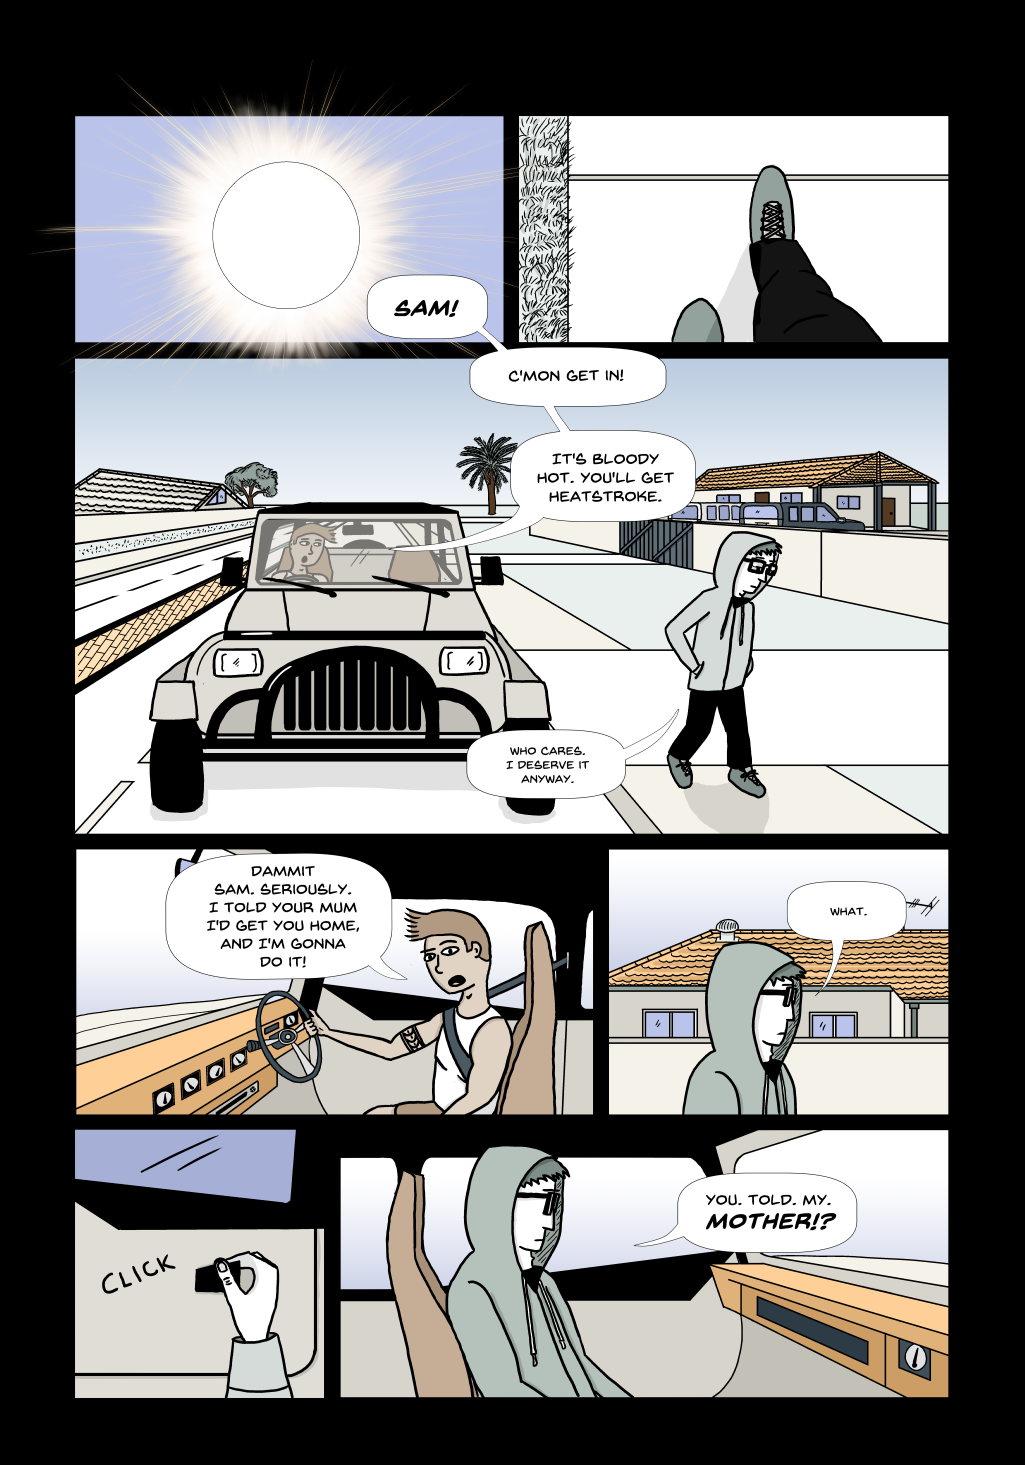 SAM!
C'MON GET IN!
IT'S BLOODY
HOT. YOU'LL GET
HEATSTROKE.
WHO CARES.
I DESERVE IT
ANYWAY.
DAMMIT
SAM. SERIOUSLY.
I TOLD YOUR MUM
I'D GET YOU HOME,
AND I'M GONNA
DO IT!
WHAT.
CLICK
YOU. TOLD. MY.
MOTHER!?